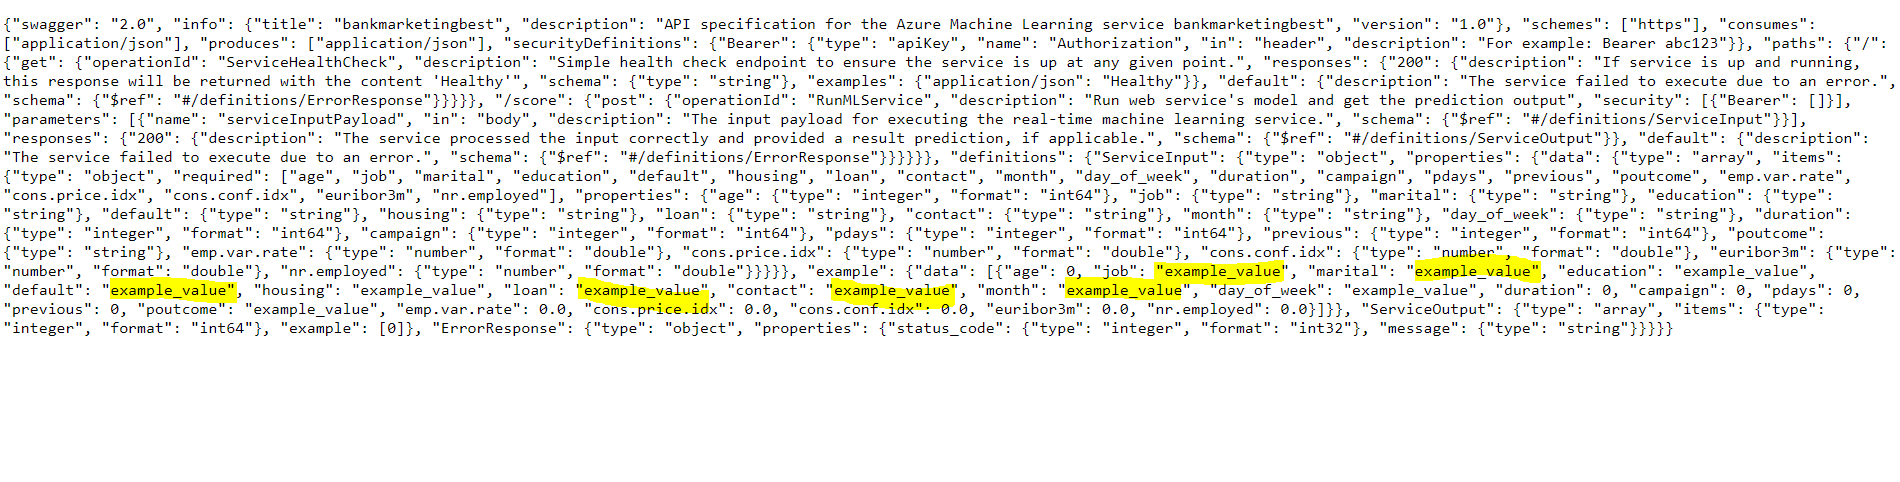 {"swagger": "2.0", "info": {"title": "bankmarketingbest", "description": "API specification for the Azure Machine Learning service bankmarketingbest", "version": "1.0"}, "schemes": ["https"], "consumes":
["application/json"], "produces": ["application/json"], "securityDefinitions": {"Bearer": {"type": "apiKey", "name": "Authorization", "in": "header", "description": "For example: Bearer abc123"}}, "paths": {"/":
{"get": {"operationId": "ServiceHealthCheck", "description": "Simple health check endpoint to ensure the service is up at any given point.", "responses": {"200": {"description": "If service is up and running,
this response will be returned with the content 'Healthy'", "schema": {"type": "string"}, "examples": {"application/json": "Healthy"}}, "default": {"description": "The service failed to execute due to an error.",
"schema": {"$ref": "#/definitions/ErrorResponse"}}}}}, "/score": {"post": {"operationId": "RunMLService", "description": "Run web service's model and get the prediction output", "security": [{"Bearer": []}],
"parameters": [{"name": "serviceInputPayload", "in": "body", "description": "The input payload for executing the real-time machine learning service.", "schema": {"$ref": "#/definitions/ServiceInput"}}],
"responses": {"200": {"description": "The service processed the input correctly and provided a result prediction, if applicable.", "schema": {"$ref": "#/definitions/ServiceOutput"}}, "default": {"description":
"The service failed to execute due to an error.", "schema": {"$ref": "#/definitions/ErrorResponse"}}}}}}, "definitions": {"ServiceInput": {"type": "object", "properties": {"data": {"type": "array", "items":
{"type": "object", "required": ["age", "job", "marital", "education", "default", "housing", "loan", "contact", "month", "day_of_week", "duration", "campaign", "pdays", "previous", "poutcome", "emp.var.rate",
"cons.price.idx", "cons.conf.idx", "euribor3m", "nr.employed"], "properties": {"age": {"type": "integer", "format": "int64"}, "job": {"type": "string"}, "marital": {"type": "string"}, "education": {"type":
"string"}, "default": {"type": "string"}, "housing": {"type": "string"}, "loan": {"type": "string"}, "contact": {"type": "string"}, "month": {"type": "string"}, "day_of_week": {"type": "string"}, "duration":
{"type": "integer", "format": "int64"}, "campaign": {"type": "integer", "format": "int64"}, "pdays": {"type": "integer", "format": "int64"}, "previous": {"type": "integer", "format": "int64"}, "poutcome":
{"type": "string"}, "emp.var.rate": {"type": "number", "format": "double"}, "cons.price.idx": {"type": "number", "format": "double"}, "cons.conf.idx": {"type": "number", "format": "double"}, "euribor3m": {"type":
"number", "format": "double"}, "nr.employed": {"type": "number", "format": "double"}}}}}, "example": {"data": [{"age": 0, "job": "example_value", "marital": "example_value", "education": "example_value",
"default": "example_value", "housing": "example_value", "loan": "example_value", "contact": "example_value", "month": "example_value", "day_of_week": "example_value", "duration": 0, "campaign": 0, "pdays": 0,
"previous": 0, "poutcome": "example_value", "emp.var.rate": 0.0, "cons.price.idx": 0.0, "cons.conf.idx": 0.0, "euribor3m": 0.0, "nr.employed": 0.0}]}}, "ServiceOutput": {"type": "array", "items": {"type":
"integer", "format": "int64"}, "example": [0]}, "ErrorResponse": {"type": "object", "properties": {"status_code": {"type": "integer", "format": "int32"}, "message": {"type": "string"}}}}}